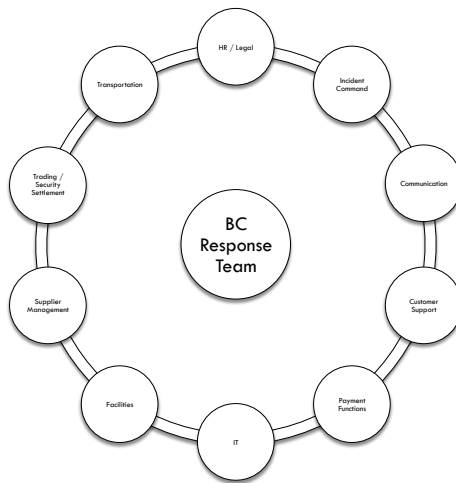 HR / Legal
Incident
Command
Communication
Customer
Support
Payment
Functions
IT
Facilities
Supplier
Management
Trading /
Security
Settlement
Transportation
BC
Response
Team